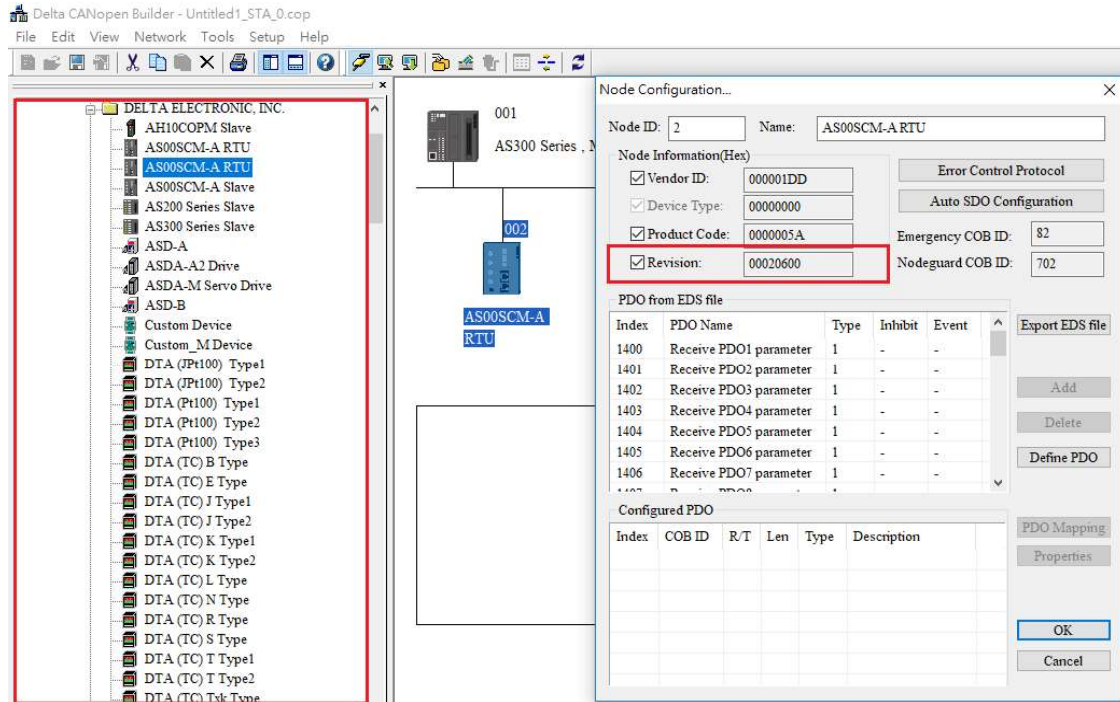 Delta CANopen Builder - Untitled1_STA_0.cop
File Edit View Network Tools Setup Help
DELTA ELECTRONIC, INC.
AH10COPM Slave
AS00SCM-A RTU
AS00SCM-A RTU
AS00SCM-A Slave
AS200 Series Slave
AS300 Series Slave
ASD-A
ASDA-A2 Drive
ASDA-M Servo Drive
ASD-B
Custom Device
Custom_M Device
DTA (JPt100) Type1
DTA (JPt100) Type2
DTA (Pt100) Type1
DTA (Pt100) Type2
DTA (Pt100) Type3
DTA (TC) B Type
DTA (TC) E Type
DTA (TC) J Type1
DTA (TC) J Type2
DTA (TC) K Type1
DTA (TC) K Type2
DTA (TC) L Type
DTA (TC) N Type
DTA (TC) R Type
DTA (TC) S Type
DTA (TC) T Type1
DTA (TC) T Type2
DTA (TC) Txk Type
001
AS300 Series ,
002
AS00SCM-A
RTU
Node Configuration...
Node ID: 2 Name: AS00SCM-A RTU
Node Information(Hex)
Vendor ID: 000001DD
Device Type: 00000000
Product Code: 0000005A
Revision: 00020600
Error Control Protocol
Auto SDO Configuration
Emergency COB ID: 82
Nodeguard COB ID: 702
PDO from EDS file
Index PDO Name Type Inhibit Event
1400 Receive PDO1 parameter 1 - -
1401 Receive PDO2 parameter 1 - -
1402 Receive PDO3 parameter 1 - -
1403 Receive PDO4 parameter 1 - -
1404 Receive PDO5 parameter 1 - -
1405 Receive PDO6 parameter 1 - -
1406 Receive PDO7 parameter 1 - -
Export EDS file
Add
Delete
Define PDO
Configured PDO
Index COB ID R/T Len Type Description
PDO Mapping
Properties
OK
Cancel